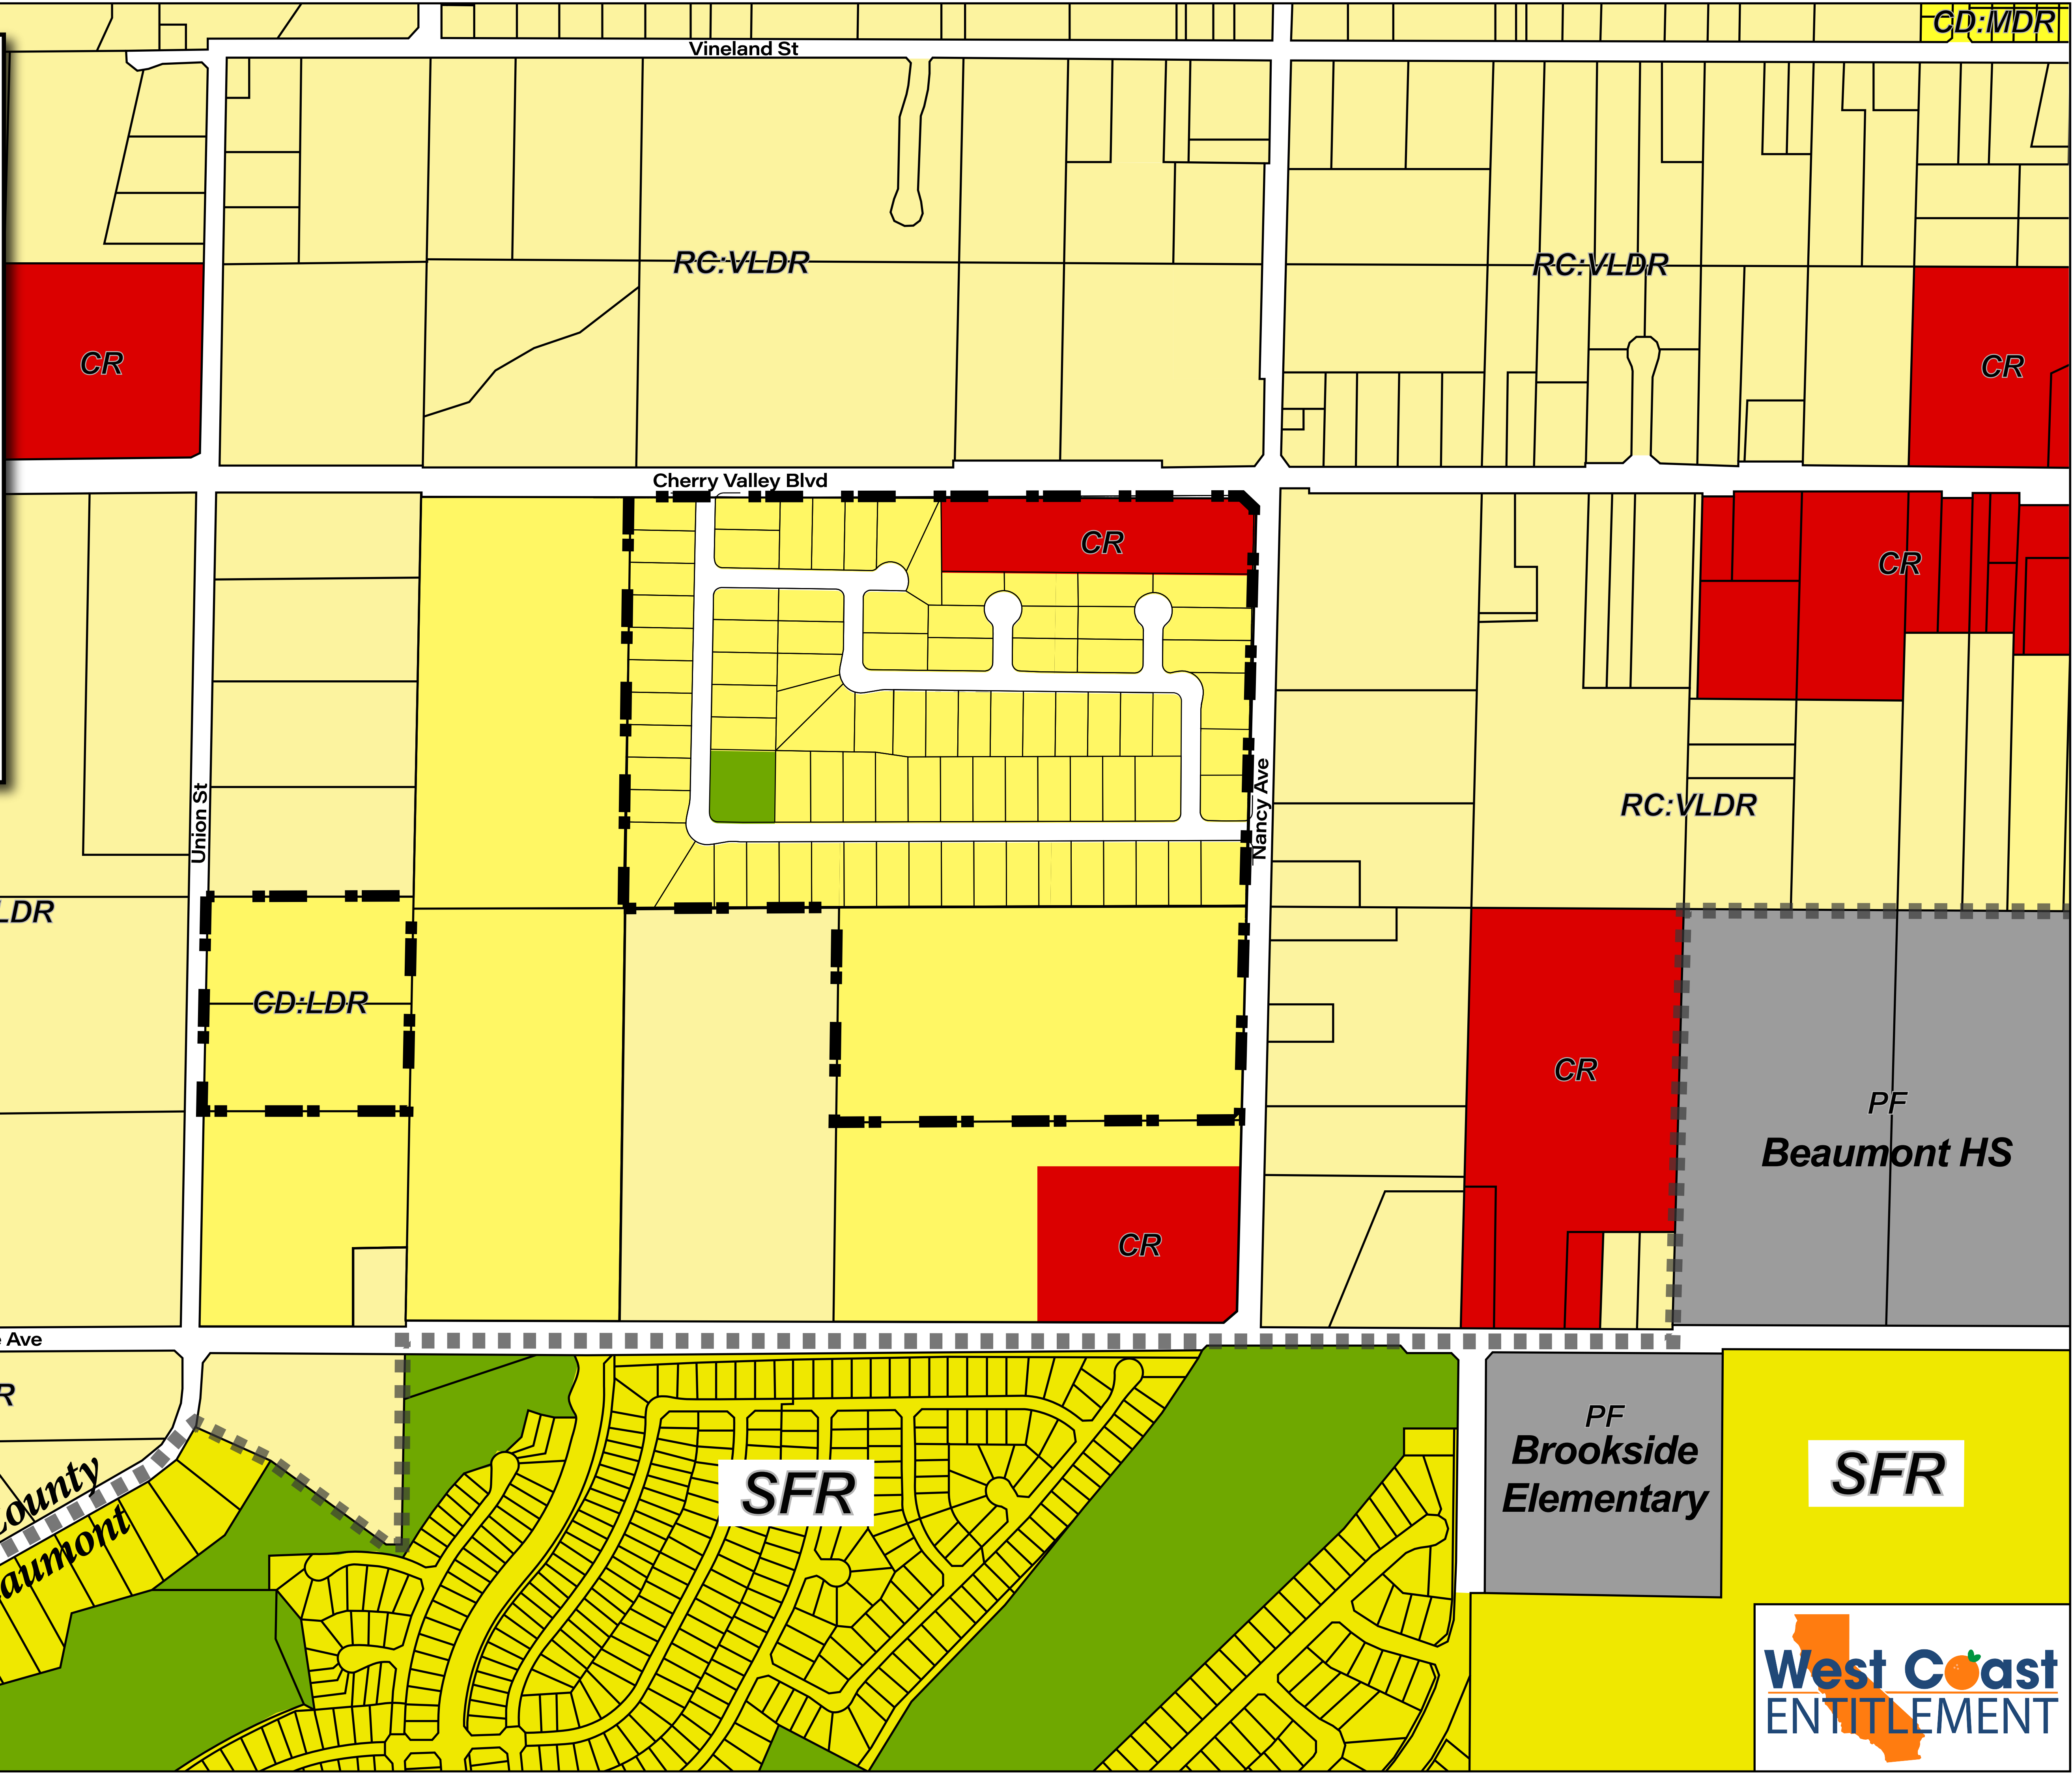 CD:MDR
Vineland St
RC:VLDR
RC:VLDR
CR
CR
Cherry Valley Blvd
CR
CR
Union St
Nancy Ave
RC:VLDR
LDR
CD:LDR
CR
PF
Beaumont HS
CR
Ave
R
PF
Brookside
Elementary
SFR
SFR
County
aumont
West Coast
ENTITLEMENT